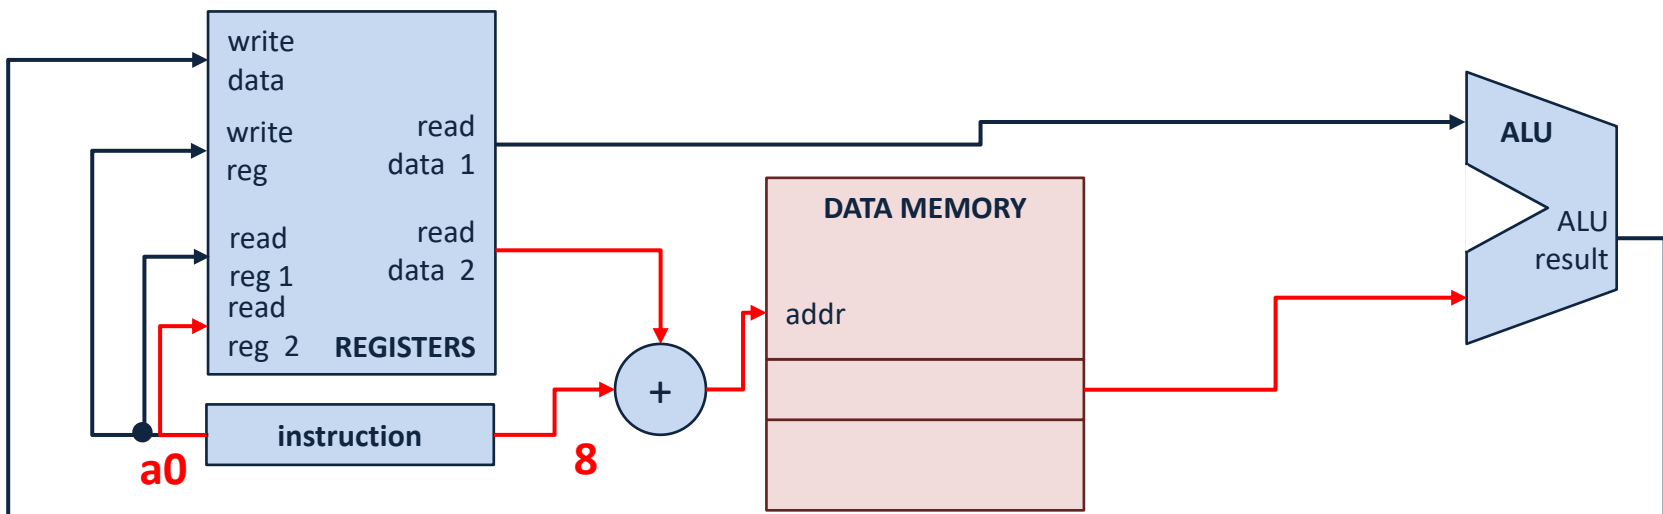 write
data
write
reg
read
data 1
read
reg 1
read
data 2
read
reg 2
REGISTERS
instruction
a0
8
+
DATA MEMORY
addr
ALU
ALU
result